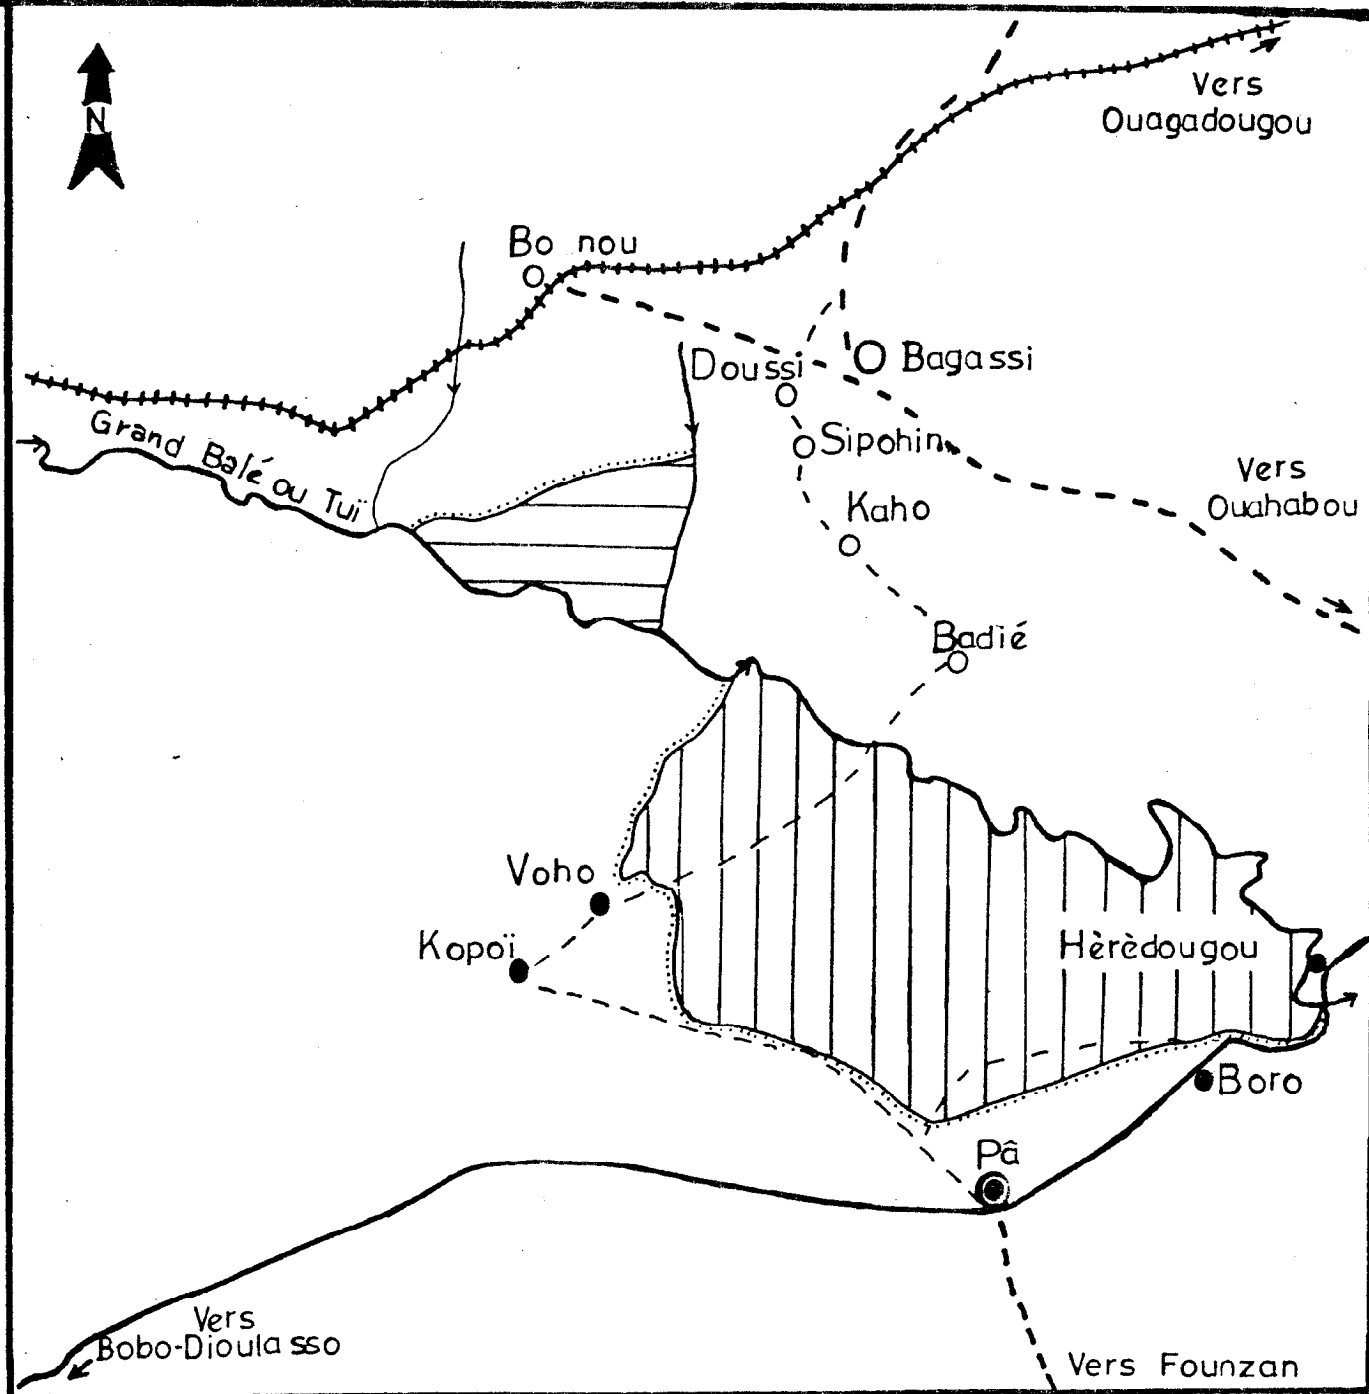 N
Vers
Ouagadougou
Bo nou
Doussi
Bagassi
Grand Balé ou Tuï
Sipohin
Vers
Ouahabou
Kaho
Badié
Voho
Kopoï
Hèrèdougou
Boro
Pâ
Vers
Bobo-Dioulasso
Vers Founzan